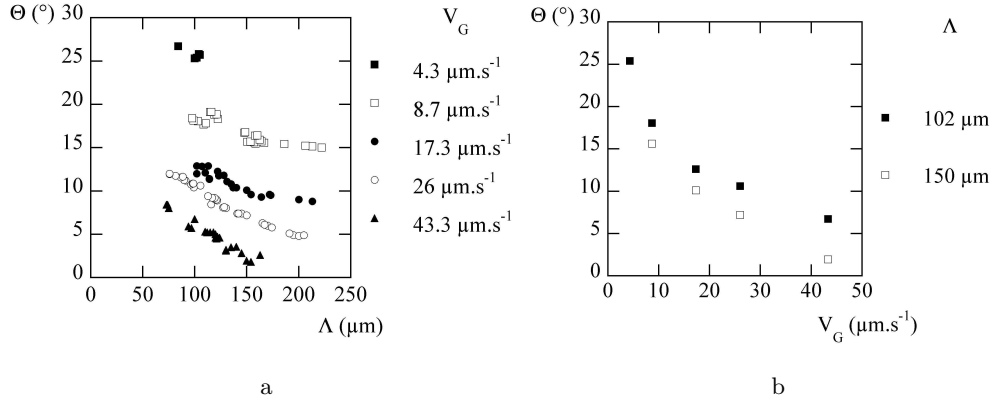 Θ (°)
30
25
20
15
10
5
0
0 50 100 150 200 250
Λ (µm)
V_G
4.3 µm.s⁻¹
8.7 µm.s⁻¹
17.3 µm.s⁻¹
26 µm.s⁻¹
43.3 µm.s⁻¹
a
Θ (°)
30
25
20
15
10
5
0
0 10 20 30 40 50
V_G (µm.s⁻¹)
Λ
102 µm
150 µm
b